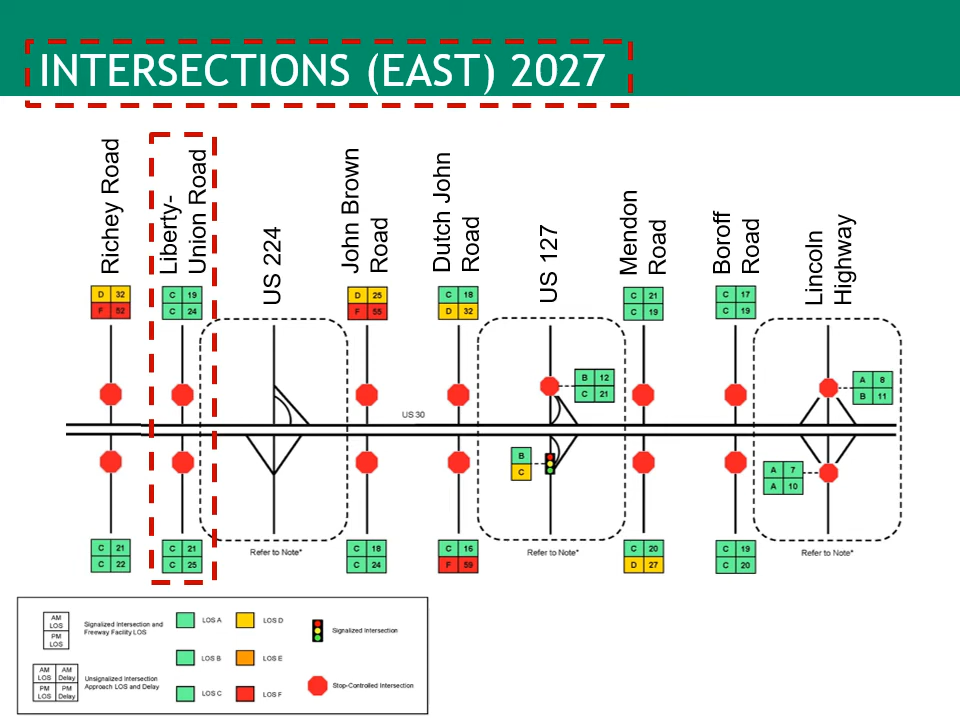 INTERSECTIONS (EAST) 2027
Richey Road
Liberty-
Union Road
US 224
John Brown
Road
Dutch John
Road
US 127
Mendon
Road
Boroff
Road
Lincoln
Highway
D 32
F 52
C 19
C 24
D 25
F 55
C 18
D 32
C 21
C 19
C 17
C 19
B 12
C 21
A 8
B 11
US 30
B
C
A 7
A 10
C 21
C 22
C 21
C 25
Refer to Note*
C 18
C 24
C 16
F 59
Refer to Note*
C 20
D 27
C 19
C 20
Refer to Note*
AM
LOS
PM
LOS
Signalized Intersection and
Freeway Facility LOS
AM LOS
AM Delay
PM LOS
PM Delay
Unsignalized Intersection
Approach LOS and Delay
LOS A
LOS B
LOS C
LOS D
LOS E
LOS F
Signalized Intersection
Stop-Controlled Intersection